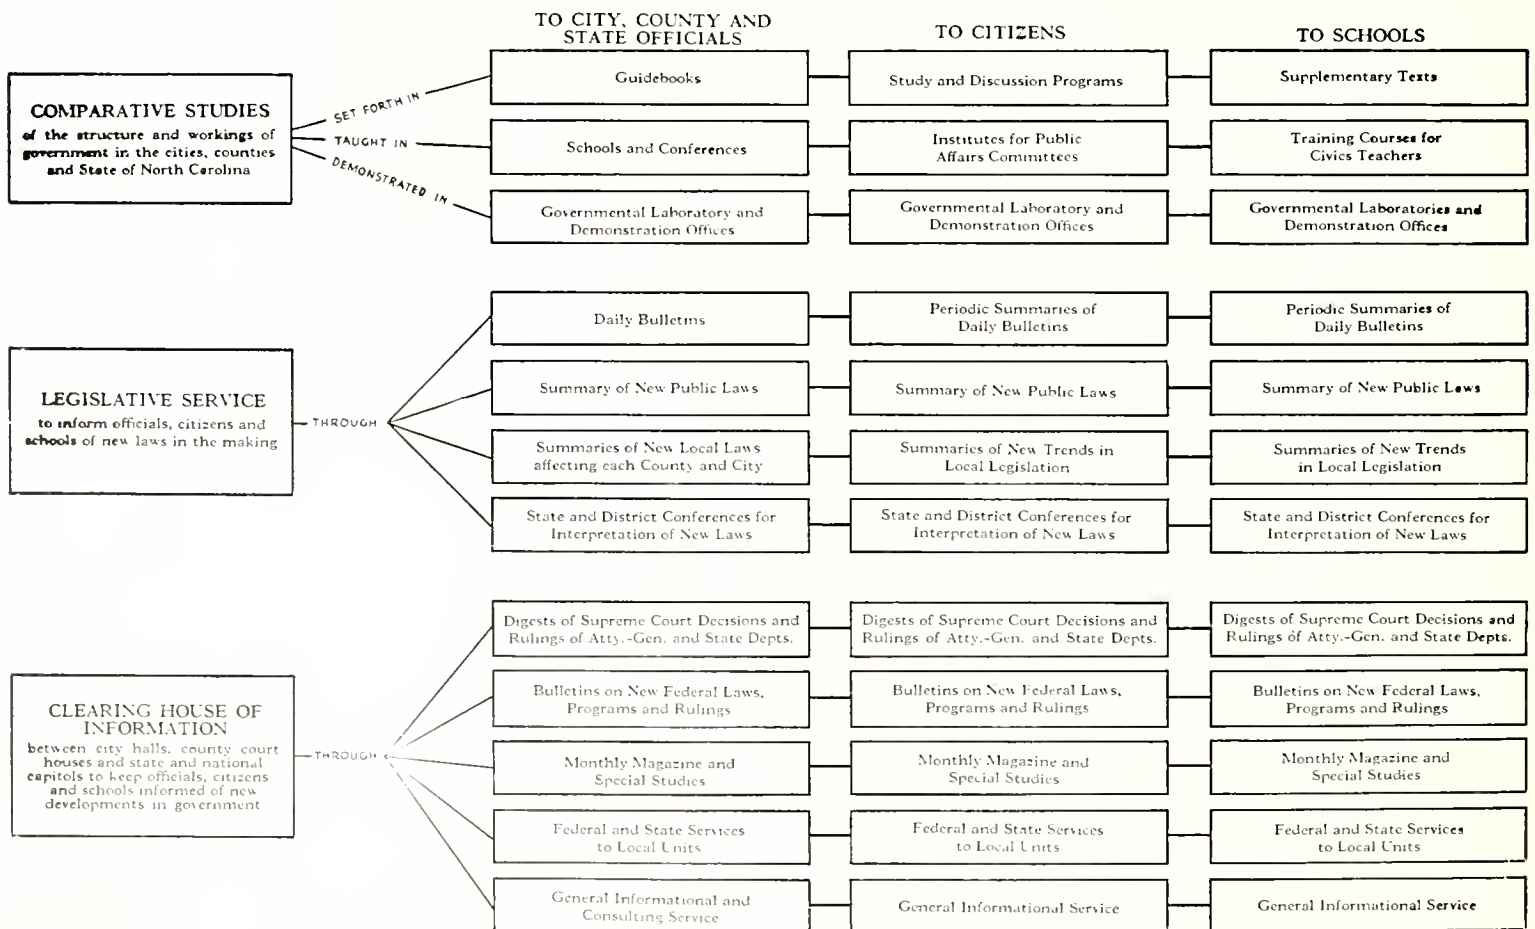 TO CITY, COUNTY AND
STATE OFFICIALS
TO CITIZENS
TO SCHOOLS
COMPARATIVE STUDIES
of the structure and workings of
government in the cities, counties
and State of North Carolina
SET FORTH IN
TAUGHT IN
DEMONSTRATED IN
Guidebooks
Study and Discussion Programs
Supplementary Texts
Schools and Conferences
Institutes for Public
Affairs Committees
Training Courses for
Civics Teachers
Governmental Laboratory and
Demonstration Offices
Governmental Laboratory and
Demonstration Offices
Governmental Laboratories and
Demonstration Offices
LEGISLATIVE SERVICE
to inform officials, citizens and
schools of new laws in the making
THROUGH
Daily Bulletins
Periodic Summaries of
Daily Bulletins
Periodic Summaries of
Daily Bulletins
Summary of New Public Laws
Summary of New Public Laws
Summary of New Public Laws
Summaries of New Local Laws
affecting each County and City
Summaries of New Trends in
Local Legislation
Summaries of New Trends
in Local Legislation
State and District Conferences for
Interpretation of New Laws
State and District Conferences for
Interpretation of New Laws
State and District Conferences for
Interpretation of New Laws
CLEARING HOUSE OF
INFORMATION
between city halls, county court
houses and state and national
capitols to keep officials, citizens
and schools informed of new
developments in government
THROUGH
Digests of Supreme Court Decisions and
Rulings of Atty.-Gen. and State Depts.
Digests of Supreme Court Decisions and
Rulings of Atty.-Gen. and State Depts.
Digests of Supreme Court Decisions and
Rulings of Atty.-Gen. and State Depts.
Bulletins on New Federal Laws,
Programs and Rulings
Bulletins on New Federal Laws,
Programs and Rulings
Bulletins on New Federal Laws,
Programs and Rulings
Monthly Magazine and
Special Studies
Monthly Magazine and
Special Studies
Monthly Magazine and
Special Studies
Federal and State Services
to Local Units
Federal and State Services
to Local Units
Federal and State Services
to Local Units
General Informational and
Consulting Service
General Informational Service
General Informational Service